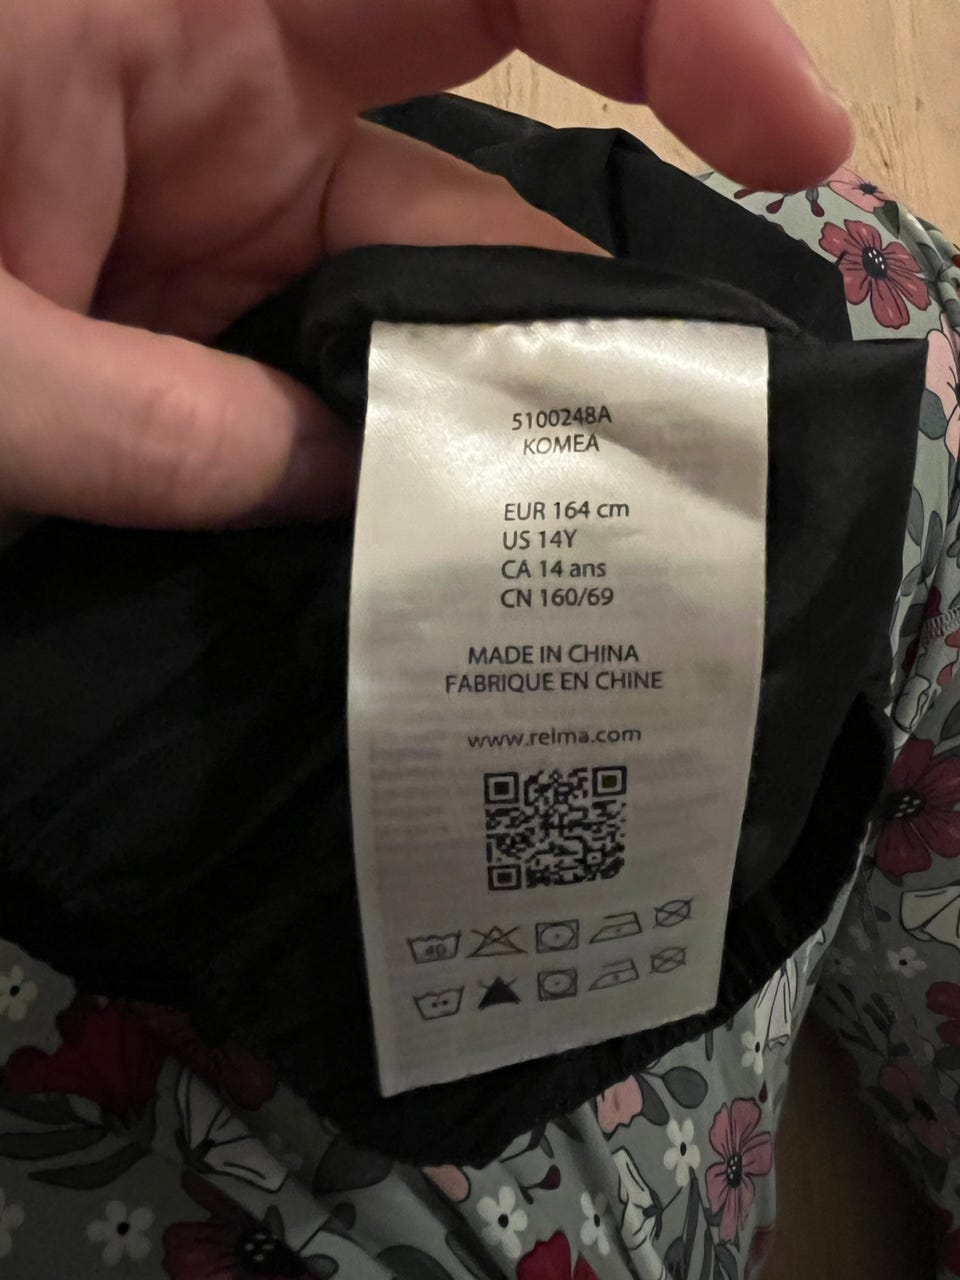 5100248A
KOMEA
EUR 164 cm
US 14Y
CA 14 ans
CN 160/69
MADE IN CHINA
FABRIQUE EN CHINE
www.reima.com
40